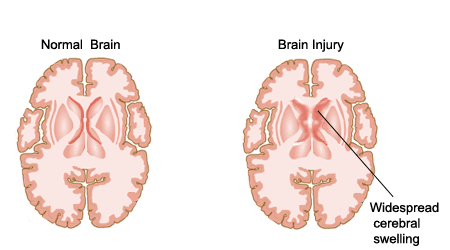 Normal Brain
Brain Injury
Widespread
cerebral
swelling